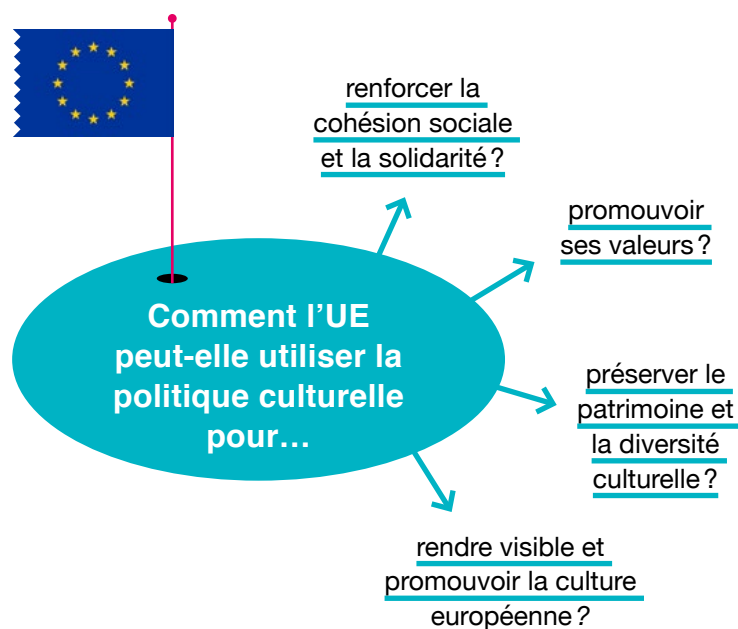 renforcer la
cohésion sociale
et la solidarité ?
promouvoir
ses valeurs ?
Comment l'UE
peut-elle utiliser la
politique culturelle
pour…
préserver le
patrimoine et
la diversité
culturelle ?
rendre visible et
promouvoir la culture
européenne ?